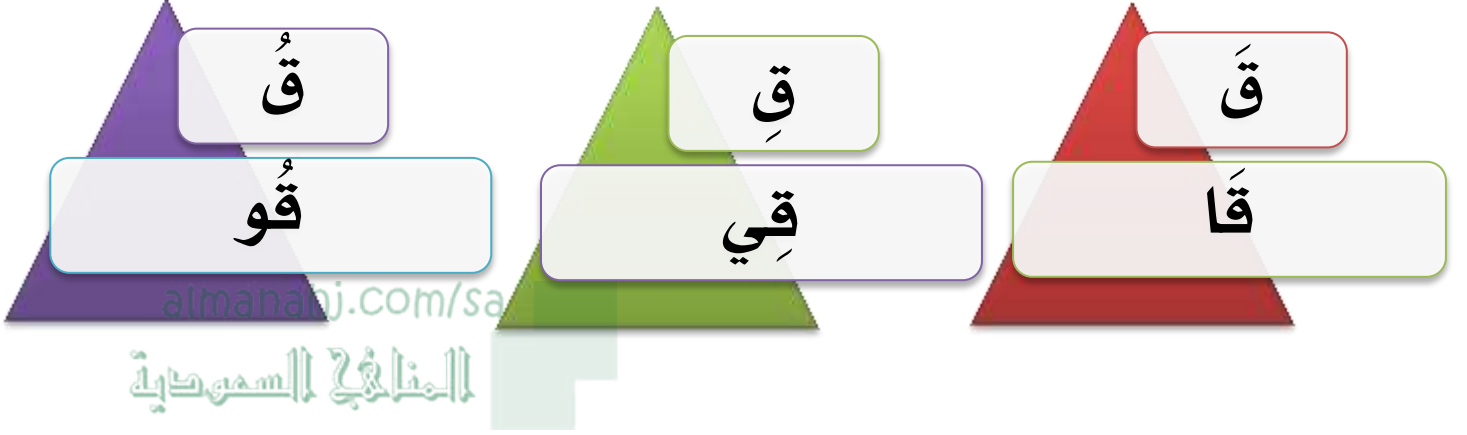 قَ
قِ
قُ
قَا
قِي
قُو
almanahj.com/sa
المناهج السعودية